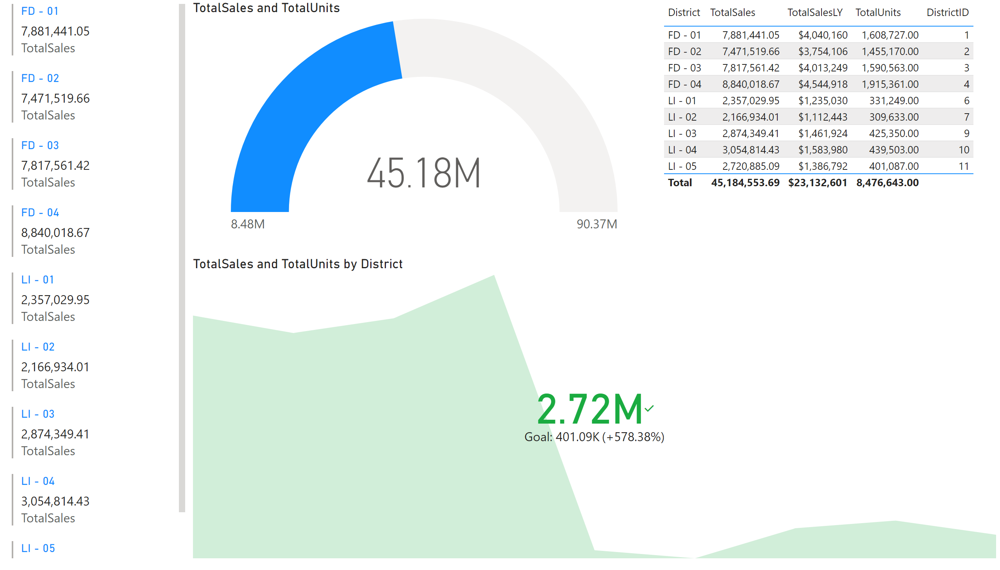 FD - 01
7,881,441.05
TotalSales
FD - 02
7,471,519.66
TotalSales
FD - 03
7,817,561.42
TotalSales
FD - 04
8,840,018.67
TotalSales
LI - 01
2,357,029.95
TotalSales
LI - 02
2,166,934.01
TotalSales
LI - 03
2,874,349.41
TotalSales
LI - 04
3,054,814.43
TotalSales
LI - 05
TotalSales and TotalUnits
45.18M
8.48M 90.37M
District TotalSales TotalSalesLY TotalUnits DistrictID
FD - 01 7,881,441.05 $4,040,160 1,608,727.00 1
FD - 02 7,471,519.66 $3,754,106 1,455,170.00 2
FD - 03 7,817,561.42 $4,013,249 1,590,563.00 3
FD - 04 8,840,018.67 $4,544,918 1,915,361.00 4
LI - 01 2,357,029.95 $1,235,030 331,249.00 6
LI - 02 2,166,934.01 $1,112,443 309,633.00 7
LI - 03 2,874,349.41 $1,461,924 425,350.00 9
LI - 04 3,054,814.43 $1,583,980 439,503.00 10
LI - 05 2,720,885.09 $1,386,792 401,087.00 11
Total 45,184,553.69 $23,132,601 8,476,643.00
TotalSales and TotalUnits by District
2.72M✓
Goal: 401.09K (+578.38%)